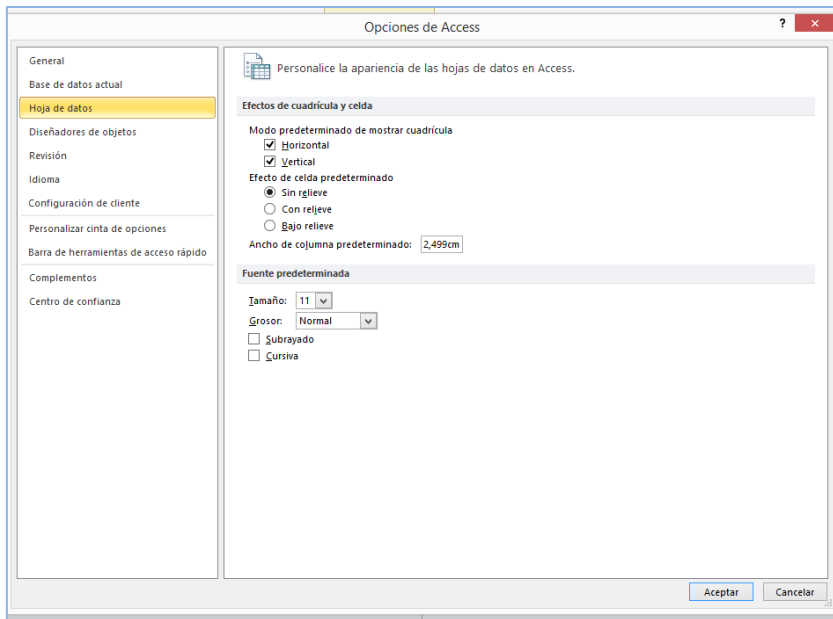 Opciones de Access
?
General
Base de datos actual
Hoja de datos
Diseñadores de objetos
Revisión
Idioma
Configuración de cliente
Personalizar cinta de opciones
Barra de herramientas de acceso rápido
Complementos
Centro de confianza
Personalice la apariencia de las hojas de datos en Access.
Efectos de cuadrícula y celda
Modo predeterminado de mostrar cuadrícula
Horizontal
Vertical
Efecto de celda predeterminado
Sin relieve
Con relieve
Bajo relieve
Ancho de columna predeterminado: 2,499cm
Fuente predeterminada
Tamaño: 11
Grosor: Normal
Subrayado
Cursiva
Aceptar Cancelar